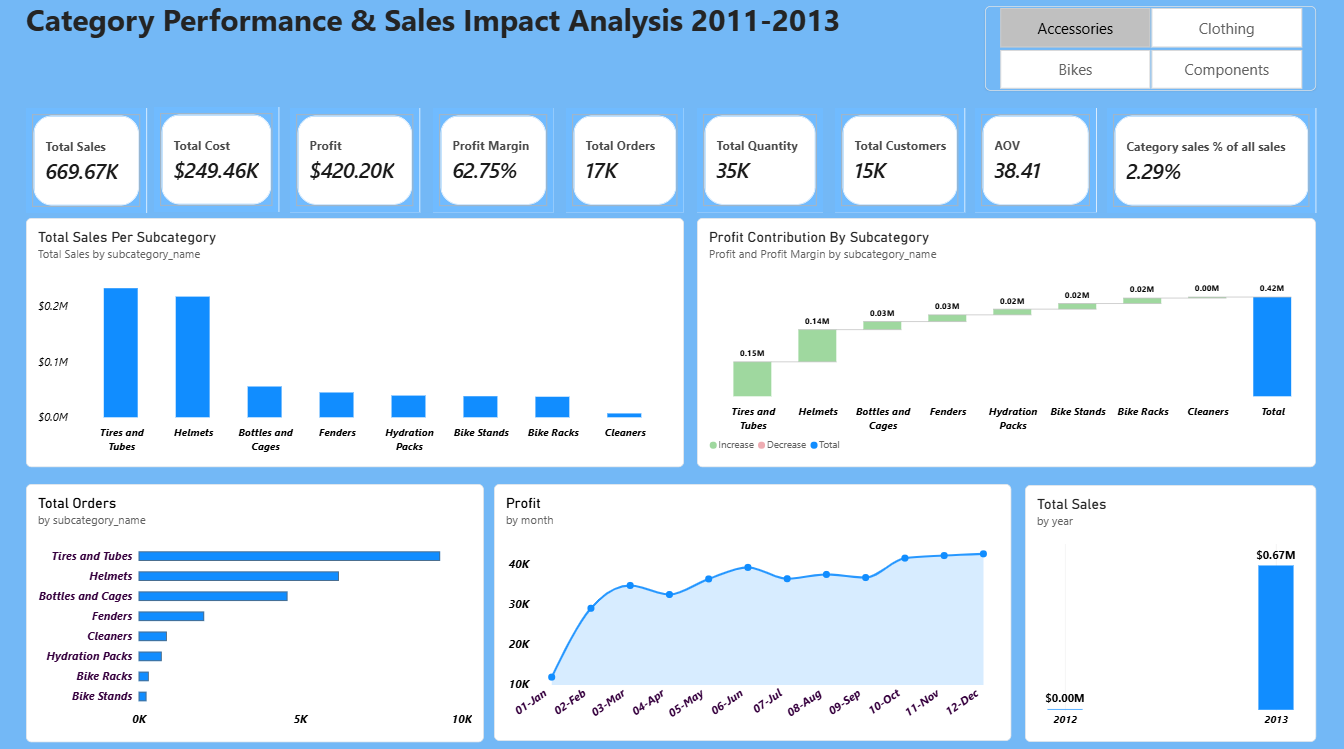 Category Performance & Sales Impact Analysis 2011-2013
Accessories
Clothing
Bikes
Components
Total Sales
669.67K
Total Cost
$249.46K
Profit
$420.20K
Profit Margin
62.75%
Total Orders
17K
Total Quantity
35K
Total Customers
15K
AOV
38.41
Category sales % of all sales
2.29%
Total Sales Per Subcategory
Total Sales by subcategory_name
$0.2M
$0.1M
$0.0M
Tires and
Tubes
Helmets
Bottles and
Cages
Fenders
Hydration
Packs
Bike Stands
Bike Racks
Cleaners
Profit Contribution By Subcategory
Profit and Profit Margin by subcategory_name
0.15M
0.14M
0.03M
0.03M
0.02M
0.02M
0.02M
0.00M
0.42M
Tires and
Tubes
Helmets
Bottles and
Cages
Fenders
Hydration
Packs
Bike Stands
Bike Racks
Cleaners
Total
Increase
Decrease
Total
Total Orders
by subcategory_name
Tires and Tubes
Helmets
Bottles and Cages
Fenders
Cleaners
Hydration Packs
Bike Racks
Bike Stands
0K
5K
10K
Profit
by month
40K
30K
20K
10K
01-Jan
02-Feb
03-Mar
04-Apr
05-May
06-Jun
07-Jul
08-Aug
09-Sep
10-Oct
11-Nov
12-Dec
Total Sales
by year
$0.00M
$0.67M
2012
2013